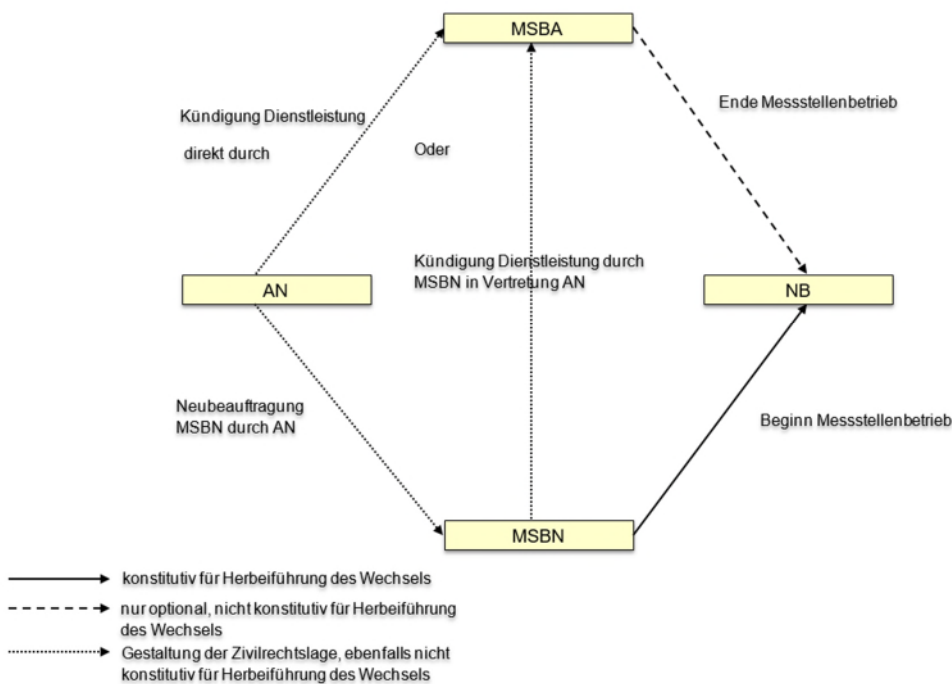 MSBA
Kündigung Dienstleistung
direkt durch
Oder
Ende Messstellenbetrieb
Kündigung Dienstleistung durch
MSBN in Vertretung AN
AN
NB
Neubeauftragung
MSBN durch AN
Beginn Messstellenbetrieb
MSBN
konstitutiv für Herbeiführung des Wechsels
nur optional, nicht konstitutiv für Herbeiführung
des Wechsels
Gestaltung der Zivilrechtslage, ebenfalls nicht
konstitutiv für Herbeiführung des Wechsels